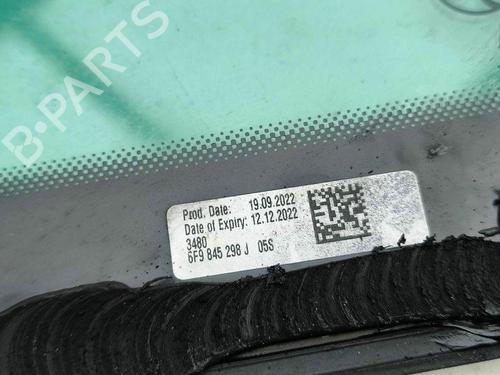 B-PARTS
Prod. Date: 19.09.2022
Date of Expiry: 12.12.2022
3480
6F9 845 298 J 05S